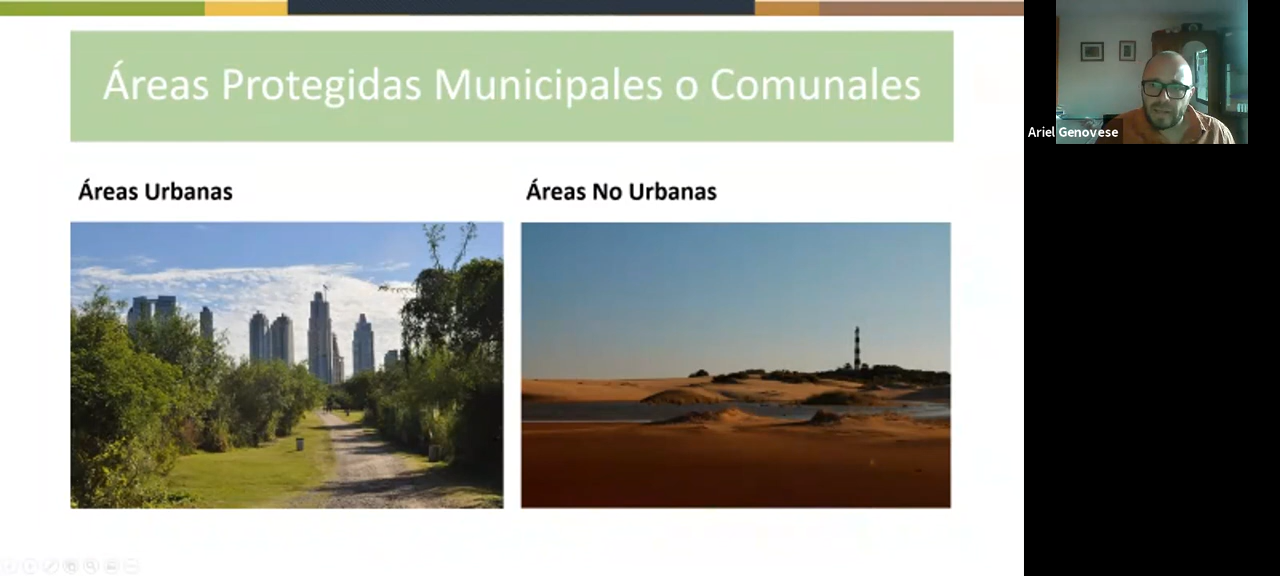 Áreas Protegidas Municipales o Comunales
Ariel Genovese
Áreas Urbanas
Áreas No Urbanas